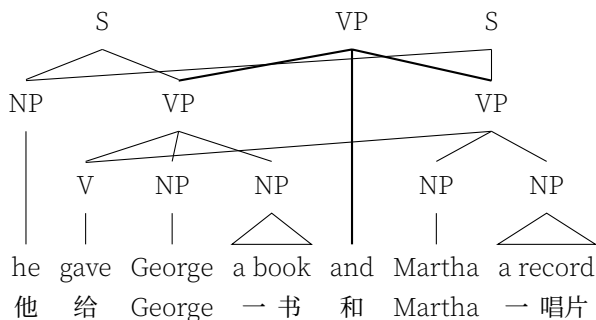 S VP S
NP VP VP
V NP NP NP NP
he gave George a book and Martha a record
他 给 George 一 书 和 Martha 一 唱片